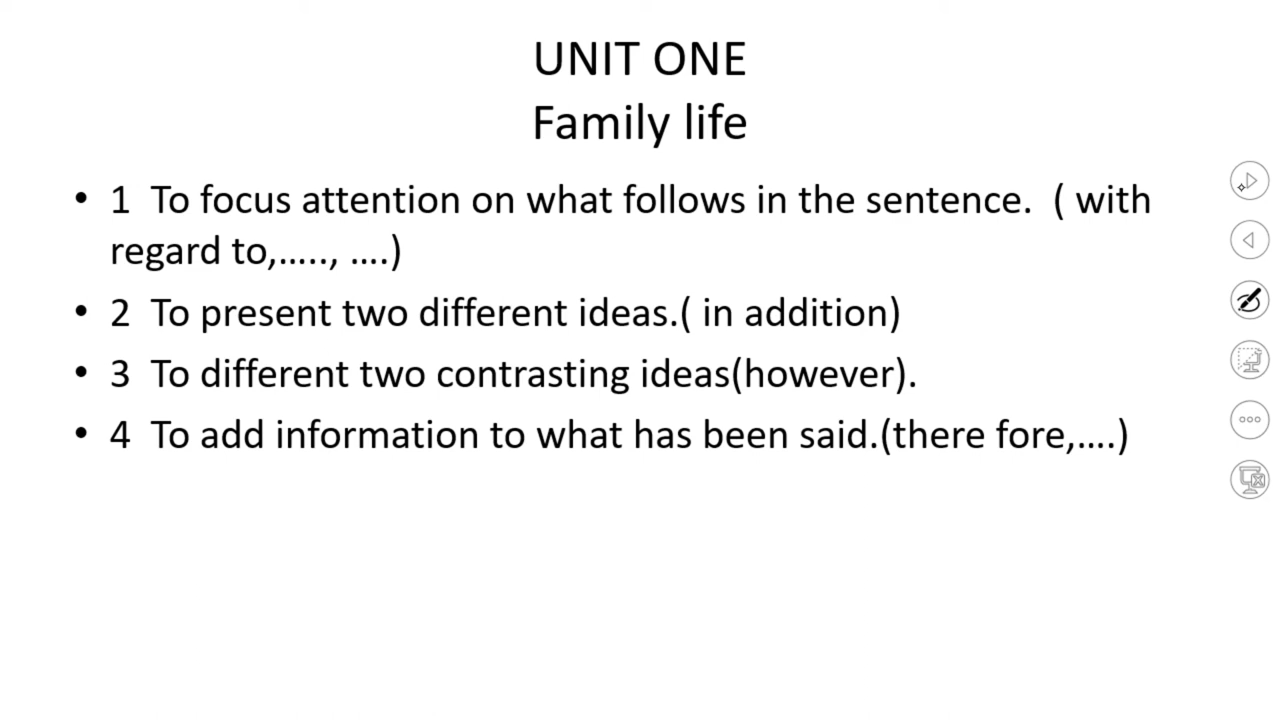 UNIT ONE
Family life
• 1 To focus attention on what follows in the sentence. ( with
regard to,….., ….)
• 2 To present two different ideas.( in addition)
• 3 To different two contrasting ideas(however).
• 4 To add information to what has been said.(there fore,….)